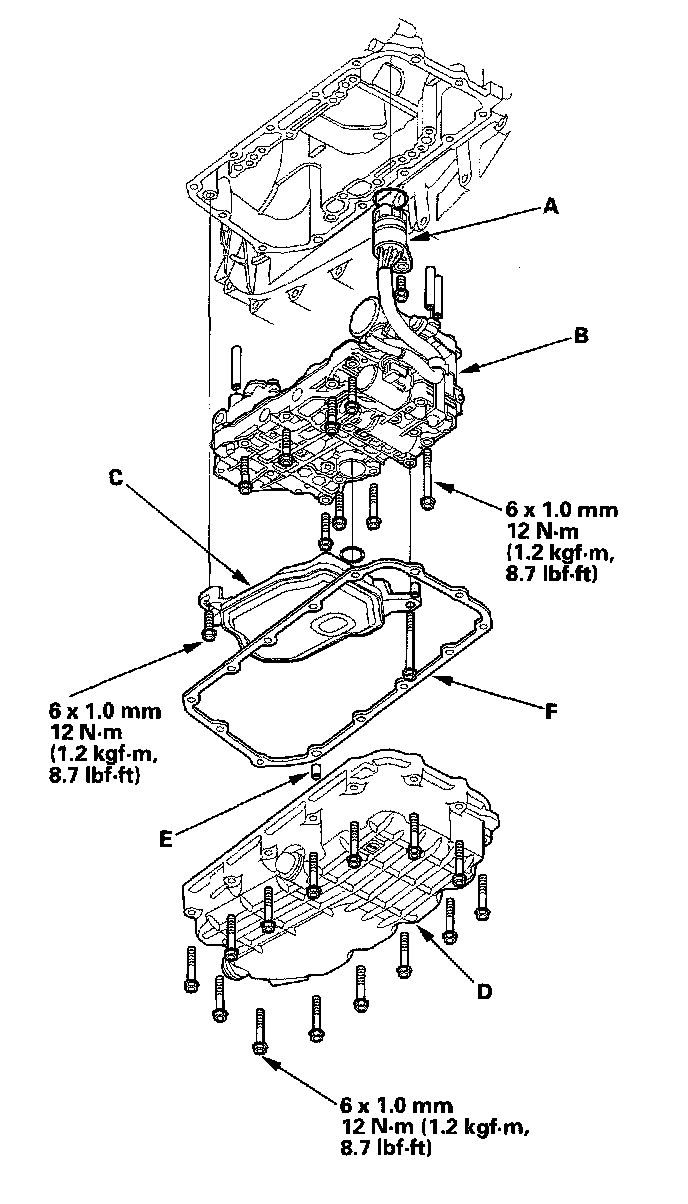 A
B
C
6 x 1.0 mm
12 N·m
(1.2 kgf·m,
8.7 lbf·ft)
6 x 1.0 mm
12 N·m
(1.2 kgf·m,
8.7 lbf·ft)
F
E
D
6 x 1.0 mm
12 N·m (1.2 kgf·m,
8.7 lbf·ft)